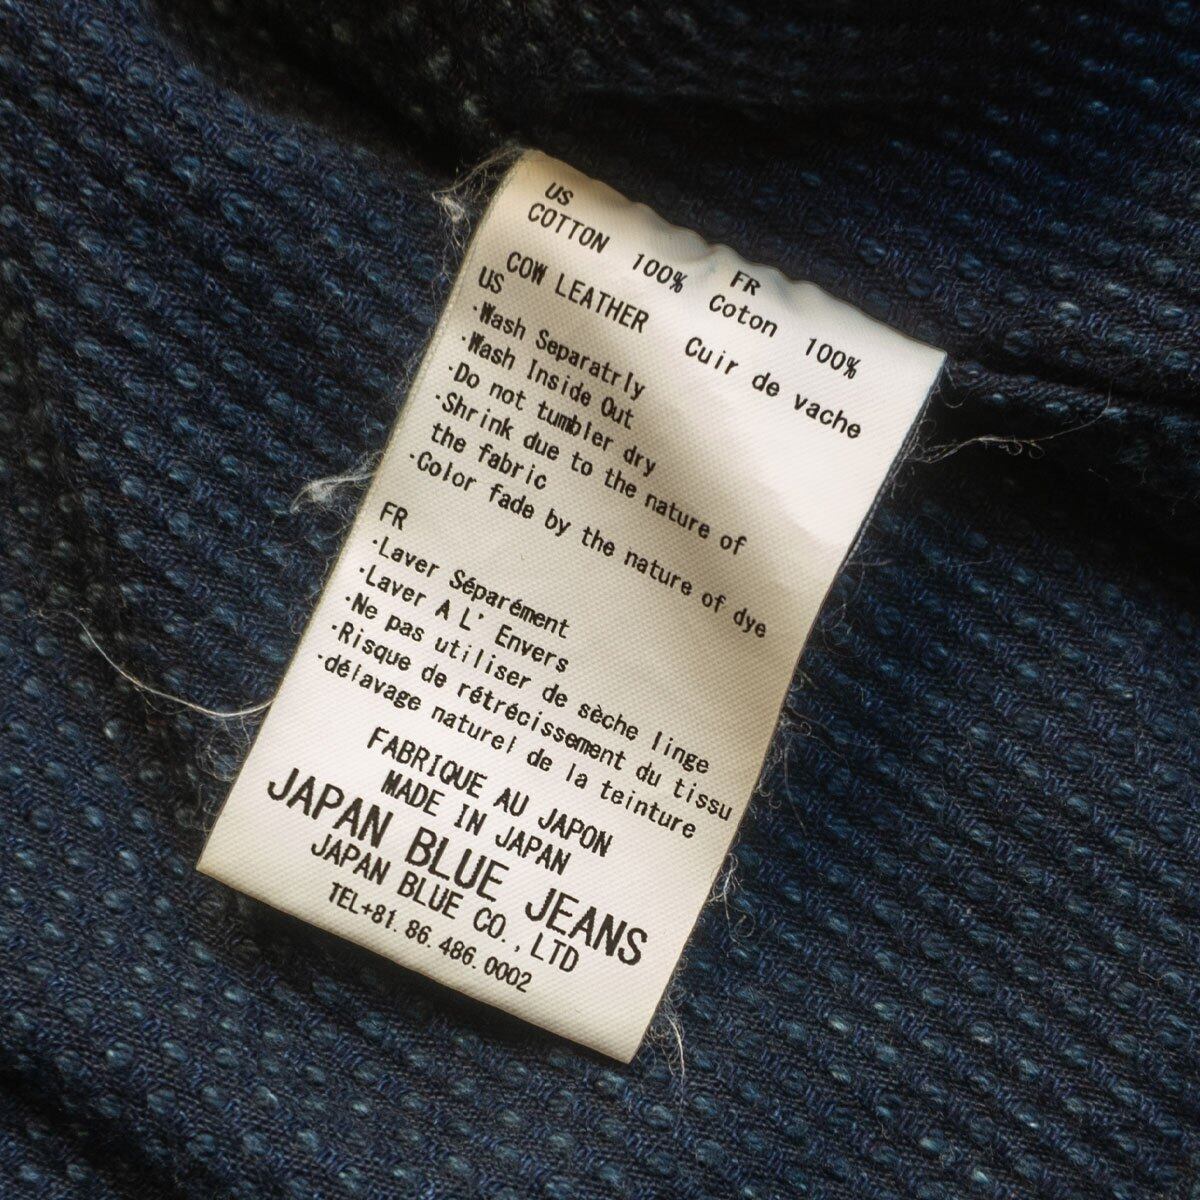 US
COTTON 100%
FR
Coton 100%
COW LEATHER Cuir de vache
US
·Wash Separatrly
·Wash Inside Out
·Do not tumbler dry
·Shrink due to the nature of
the fabric
·Color fade by the nature of dye
FR
·Laver Séparément
·Laver A L' Envers
·Ne pas utiliser de sèche linge
·Risque de rétrécissement du tissu
·délavage naturel de la teinture
FABRIQUE AU JAPON
MADE IN JAPAN
JAPAN BLUE JEANS
JAPAN BLUE CO., LTD
TEL+81. 86. 486. 0002